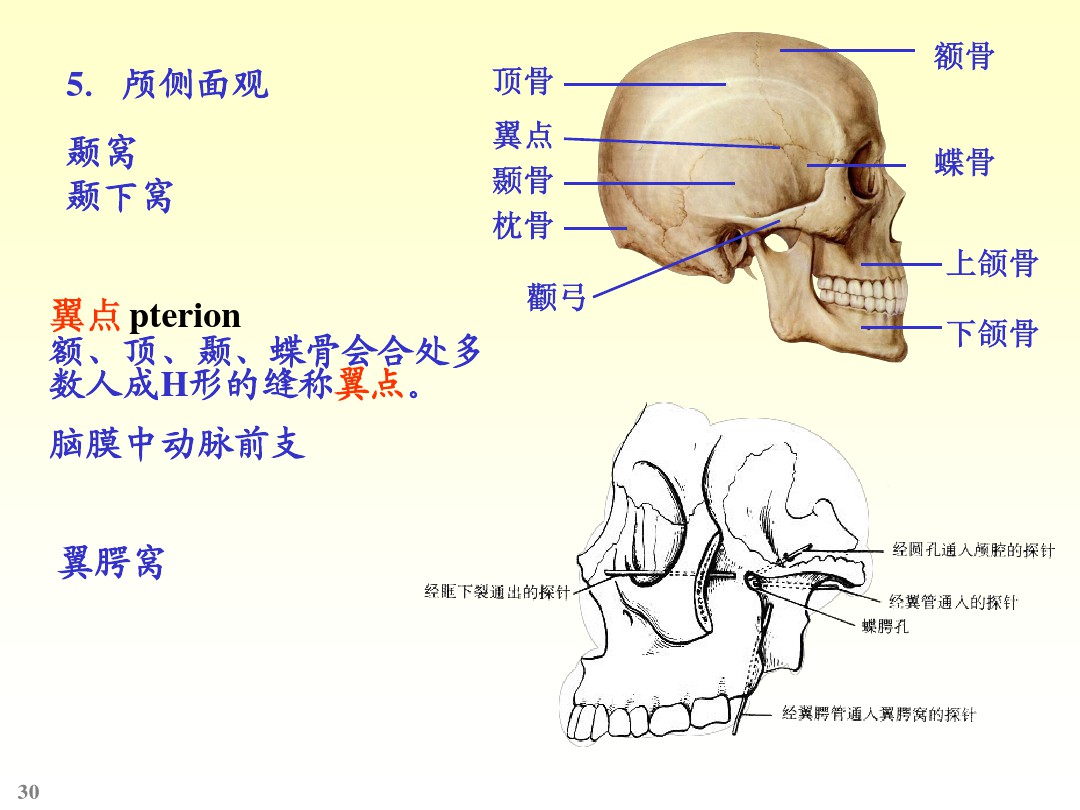 5. 颅侧面观
颞窝
颞下窝
翼点 pterion
额、顶、颞、蝶骨会合处多
数人成H形的缝称翼点。
脑膜中动脉前支
翼腭窝
额骨
顶骨
翼点
蝶骨
颞骨
枕骨
上颌骨
颧弓
下颌骨
经圆孔通入颅腔的探针
经眶下裂通出的探针
经翼管通入的探针
蝶腭孔
经翼腭管通入翼腭窝的探针
30